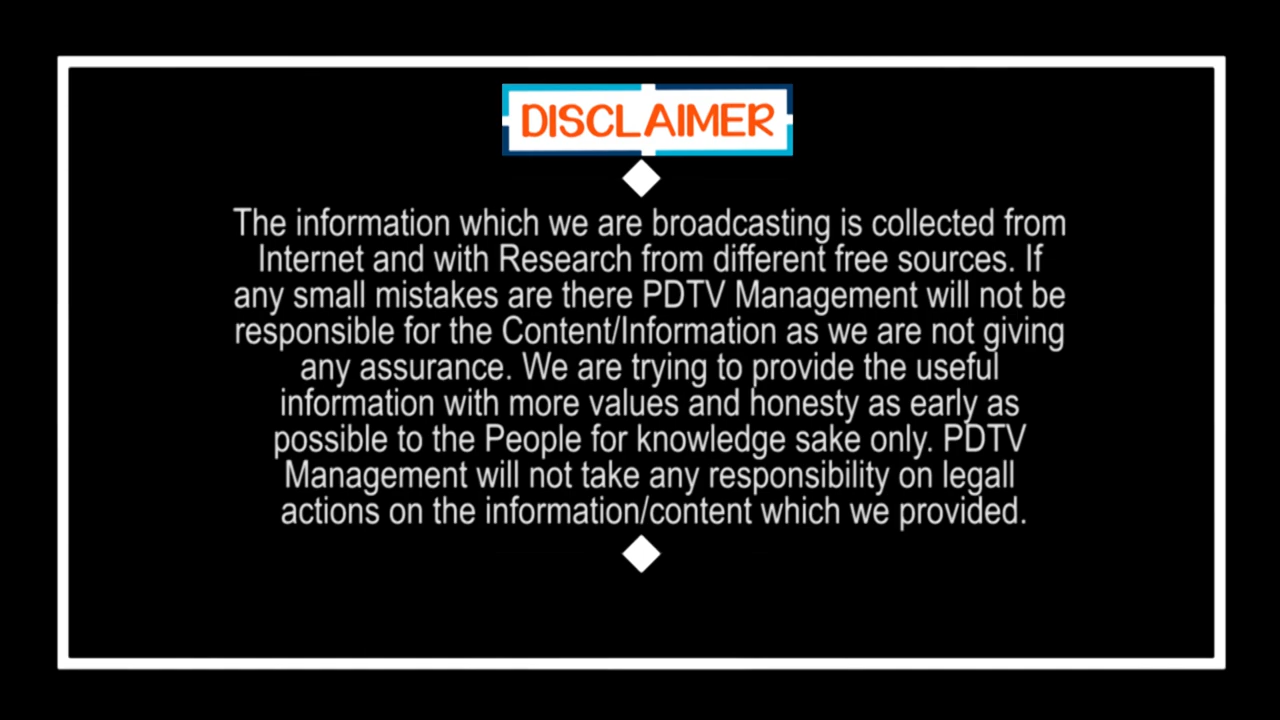 DISCLAIMER
The information which we are broadcasting is collected from
Internet and with Research from different free sources. If
any small mistakes are there PDTV Management will not be
responsible for the Content/Information as we are not giving
any assurance. We are trying to provide the useful
information with more values and honesty as early as
possible to the People for knowledge sake only. PDTV
Management will not take any responsibility on legall
actions on the information/content which we provided.